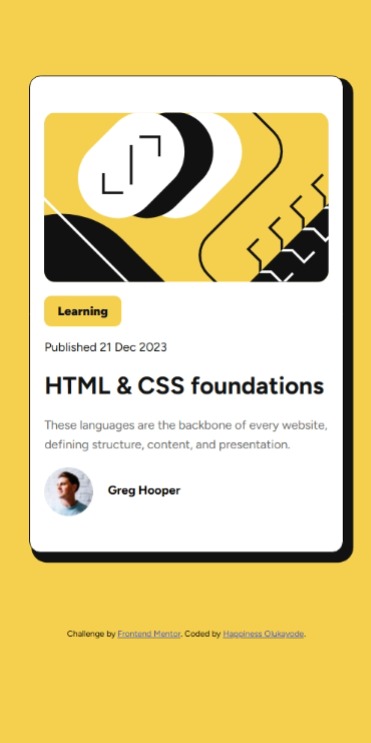 Learning
Published 21 Dec 2023
HTML & CSS foundations
These languages are the backbone of every website,
defining structure, content, and presentation.
Greg Hooper
Challenge by Frontend Mentor. Coded by Happiness Olukayode.